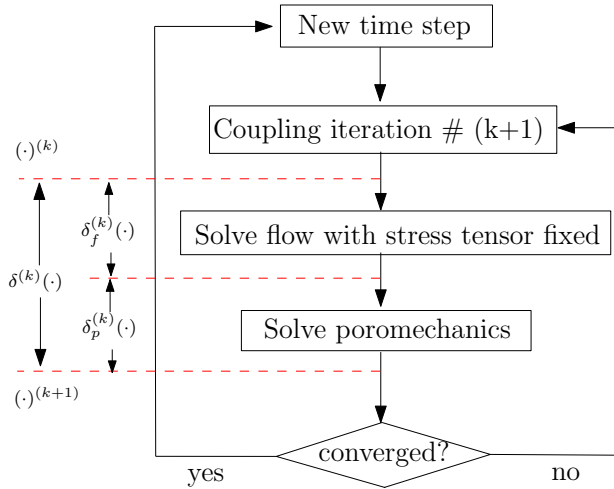 New time step
Coupling iteration # (k+1)
(·)^{(k)}
δ_f^{(k)}(·)
Solve flow with stress tensor fixed
δ^{(k)}(·)
δ_p^{(k)}(·)
Solve poromechanics
(·)^{(k+1)}
converged?
yes
no